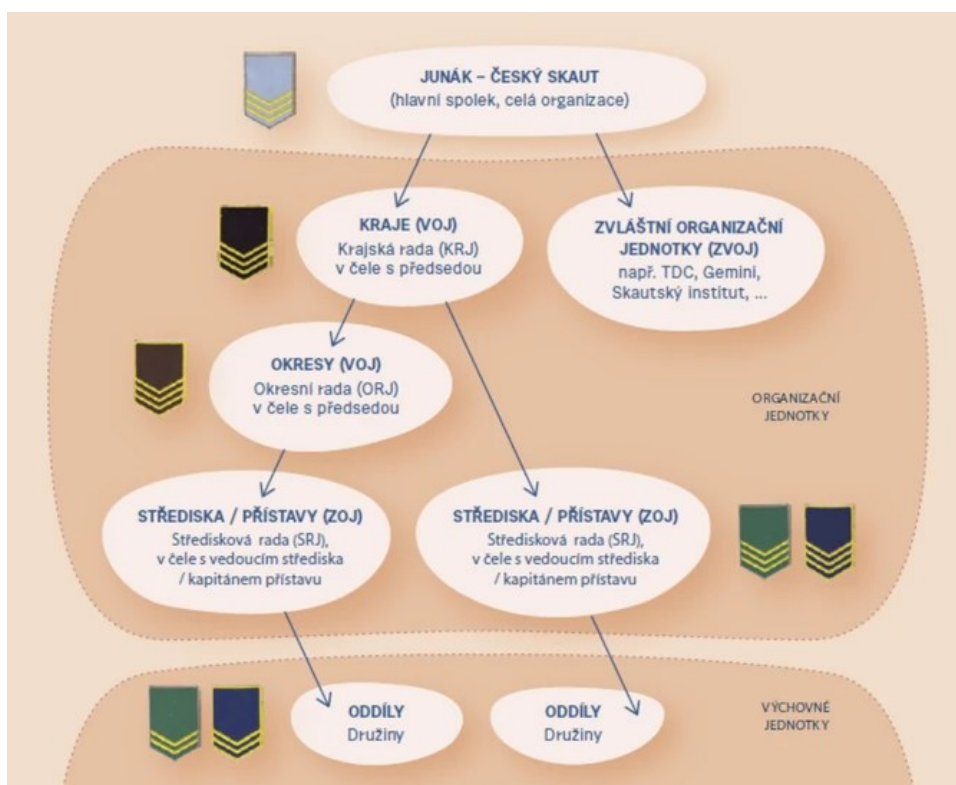 JUNÁK – ČESKÝ SKAUT
(hlavní spolek, celá organizace)
KRAJE (VOJ)
Krajská rada (KRJ)
v čele s předsedou
ZVLÁŠTNÍ ORGANIZAČNÍ
JEDNOTKY (ZVOJ)
např. TDC, Gemini,
Skautský institut, ...
OKRESY (VOJ)
Okresní rada (ORJ)
v čele s předsedou
ORGANIZAČNÍ
JEDNOTKY
STŘEDISKA / PŘÍSTAVY (ZOJ)
Středisková rada (SRJ),
v čele s vedoucím střediska
/ kapitánem přístavu
STŘEDISKA / PŘÍSTAVY (ZOJ)
Středisková rada (SRJ),
v čele s vedoucím střediska
/ kapitánem přístavu
ODDÍLY
Družiny
ODDÍLY
Družiny
VÝCHOVNÉ
JEDNOTKY